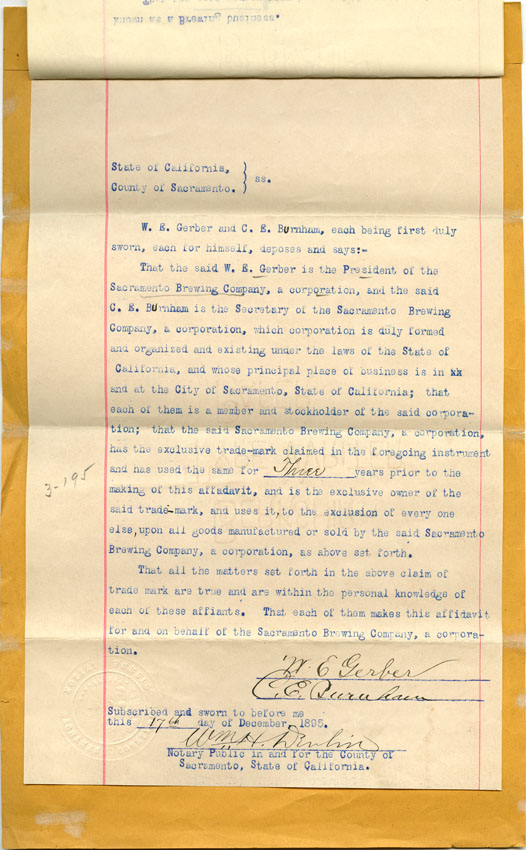 associated
known as a Brewing
State of California, }
County of Sacramento. } ss.
W. E. Gerber and C. E. Burnham, each being first duly
sworn, each for himself, deposes and says:-
That the said W. E. Gerber is the President of the
Sacramento Brewing Company, a corporation, and the said
C. E. Burnham is the Secretary of the Sacramento Brewing
Company, a corporation, which corporation is duly formed
and organized and existing under the laws of the State of
California, and whose principal place of business is in xx
and at the City of Sacramento, State of California; that
each of them is a member and stockholder of the said corpora-
tion; that the said Sacramento Brewing Company, a corporation,
has the exclusive trade-mark claimed in the foregoing instrument
and has used the same for Three years prior to the
3-195
making of this affadavit, and is the exclusive owner of the
said trade-mark, and uses it, to the exclusion of every one
else, upon all goods manufactured or sold by the said Sacramento
Brewing Company, a corporation, as above set forth.
That all the matters set forth in the above claim of
trade mark are true and are within the personal knowledge of
each of these affiants. That each of them makes this affidavit
for and on behalf of the Sacramento Brewing Company, a corpora-
tion.
W. E Gerber
C. E. Burnham
Subscribed and sworn to before me
this 17th day of December, 1895.
Wm H. Devlin
Notary Public in and for the County of
Sacramento, State of California.